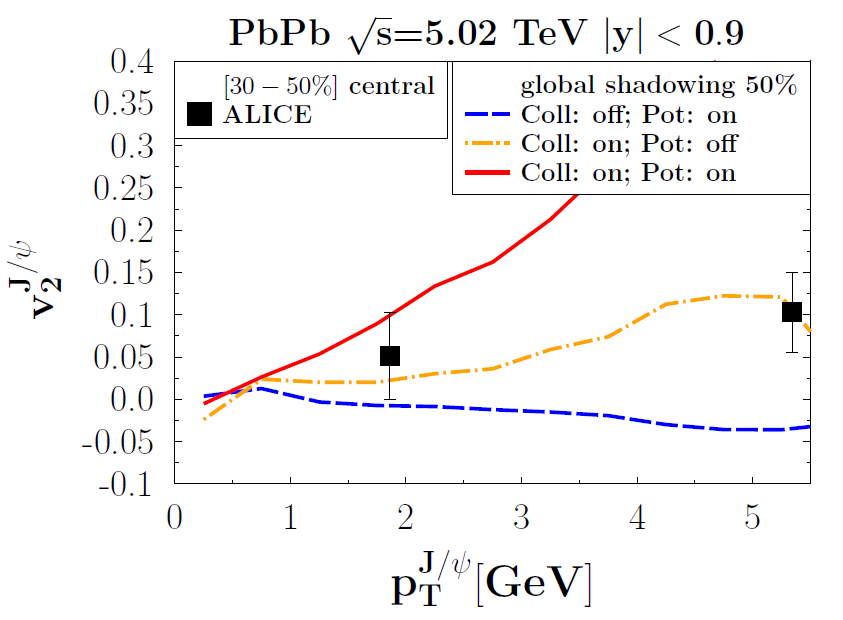 PbPb √s=5.02 TeV |y| < 0.9
[30 − 50%] central
ALICE
global shadowing 50%
Coll: off; Pot: on
Coll: on; Pot: off
Coll: on; Pot: on
0.4
0.35
0.3
0.25
0.2
0.15
0.1
0.05
0.0
-0.05
-0.1
v₂^J/ψ
0 1 2 3 4 5
p_T^J/ψ[GeV]